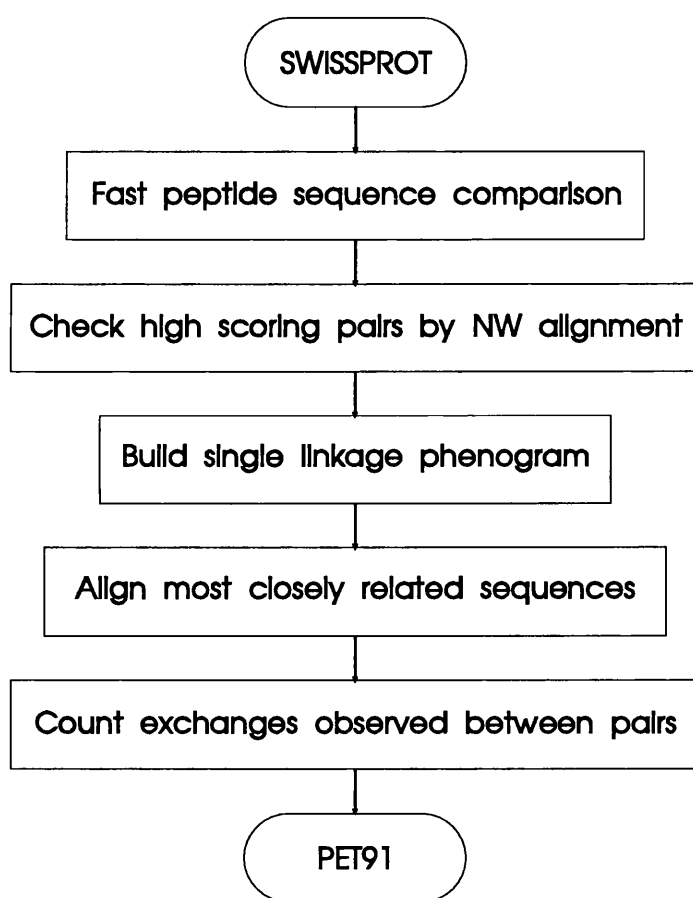 SWISSPROT
Fast peptide sequence comparison
Check high scoring pairs by NW alignment
Build single linkage phenogram
Align most closely related sequences
Count exchanges observed between pairs
PET91